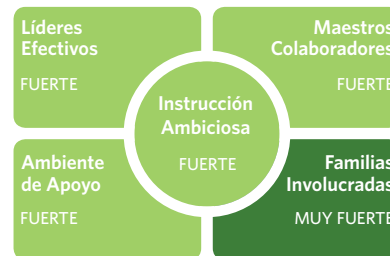 Líderes
Efectivos
FUERTE
Maestros
Colaboradores
FUERTE
Instrucción
Ambiciosa
FUERTE
Ambiente
de Apoyo
FUERTE
Familias
Involucradas
MUY FUERTE